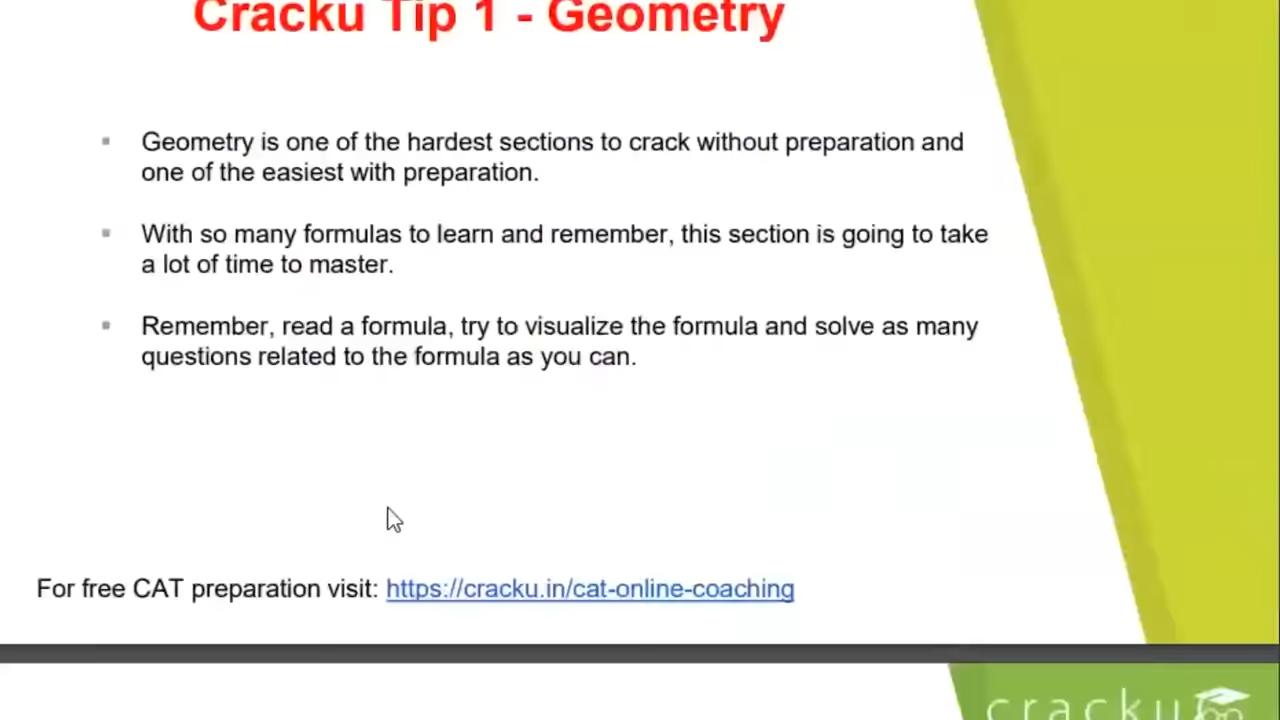 Cracku Tip 1 - Geometry
Geometry is one of the hardest sections to crack without preparation and
one of the easiest with preparation.
With so many formulas to learn and remember, this section is going to take
a lot of time to master.
Remember, read a formula, try to visualize the formula and solve as many
questions related to the formula as you can.
For free CAT preparation visit: https://cracku.in/cat-online-coaching
cracku